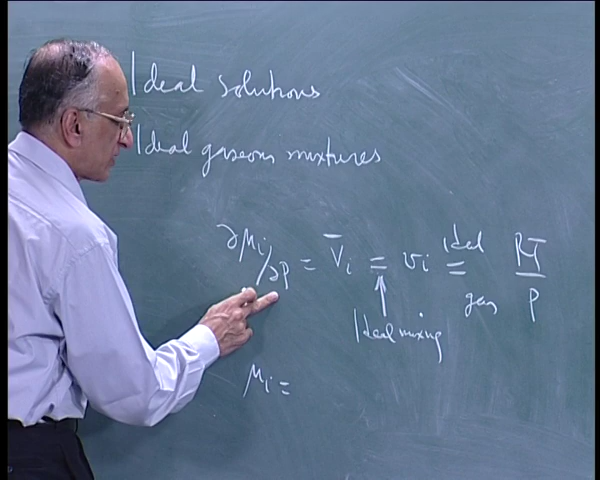 Ideal solutions
Ideal gaseous mixtures
∂μi/∂P = V̄i = vi = ideal gas RT/P
Ideal mixing
μi =